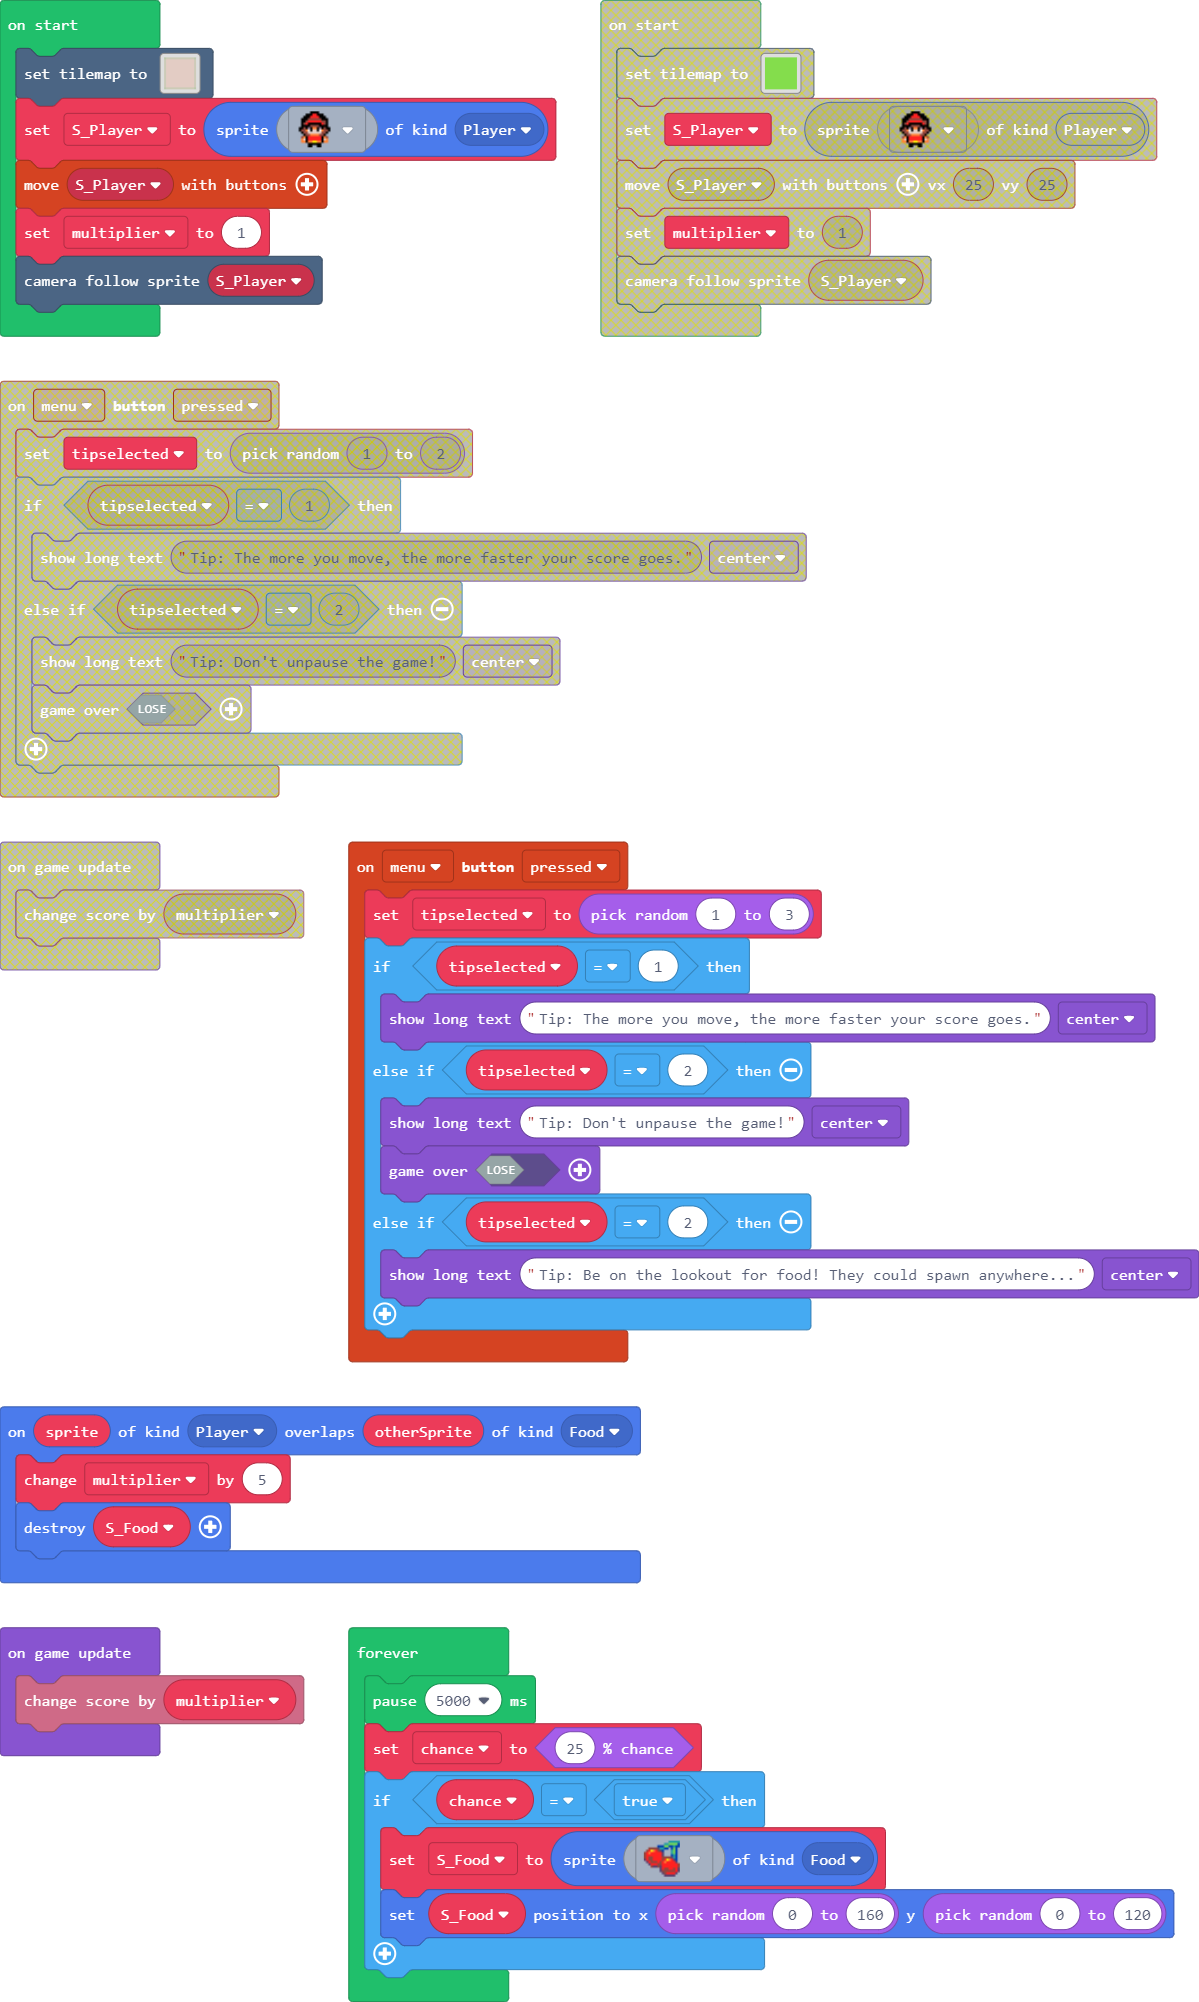 on start
set tilemap to
set S_Player to sprite of kind Player
move S_Player with buttons
set multiplier to 1
camera follow sprite S_Player
on start
set tilemap to
set S_Player to sprite of kind Player
move S_Player with buttons vx 25 vy 25
set multiplier to 1
camera follow sprite S_Player
on menu button pressed
set tipselected to pick random 1 to 2
if tipselected = 1 then
show long text "Tip: The more you move, the more faster your score goes." center
else if tipselected = 2 then
show long text "Tip: Don't unpause the game!" center
game over LOSE
on game update
change score by multiplier
on menu button pressed
set tipselected to pick random 1 to 3
if tipselected = 1 then
show long text "Tip: The more you move, the more faster your score goes." center
else if tipselected = 2 then
show long text "Tip: Don't unpause the game!" center
game over LOSE
else if tipselected = 2 then
show long text "Tip: Be on the lookout for food! They could spawn anywhere..." center
on sprite of kind Player overlaps otherSprite of kind Food
change multiplier by 5
destroy S_Food
on game update
change score by multiplier
forever
pause 5000 ms
set chance to 25 % chance
if chance = true then
set S_Food to sprite of kind Food
set S_Food position to x pick random 0 to 160 y pick random 0 to 120